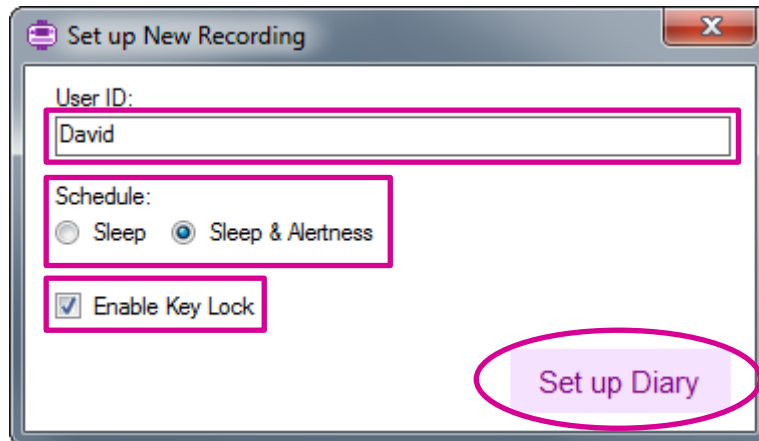 Set up New Recording
User ID:
David
Schedule:
Sleep Sleep & Alertness
Enable Key Lock
Set up Diary